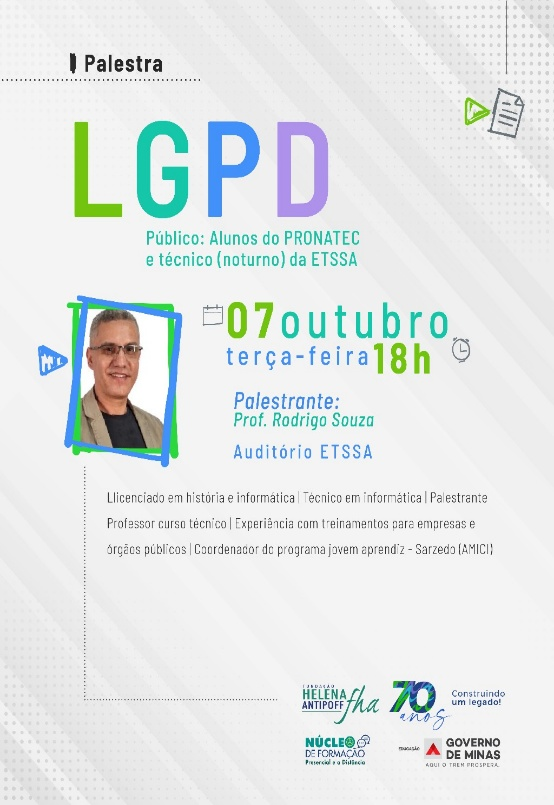 Palestra
LGPD
Público: Alunos do PRONATEC
e técnico (noturno) da ETSSA
07outubro
terça-feira18h
Palestrante:
Prof. Rodrigo Souza
Auditório ETSSA
Llicenciado em história e informática | Técnico em informática | Palestrante
Professor curso técnico | Experiência com treinamentos para empresas e
órgãos públicos | Coordenador do programa jovem aprendiz - Sarzedo (AMICI)
FUNDAÇÃO
HELENA
ANTIPOFF fha
70 anos
Construindo
um legado!
NÚCLEO
DE FORMAÇÃO
Presencial e a Distância
EDUCAÇÃO
GOVERNO
DE MINAS
AQUI O TREM PROSPERA.